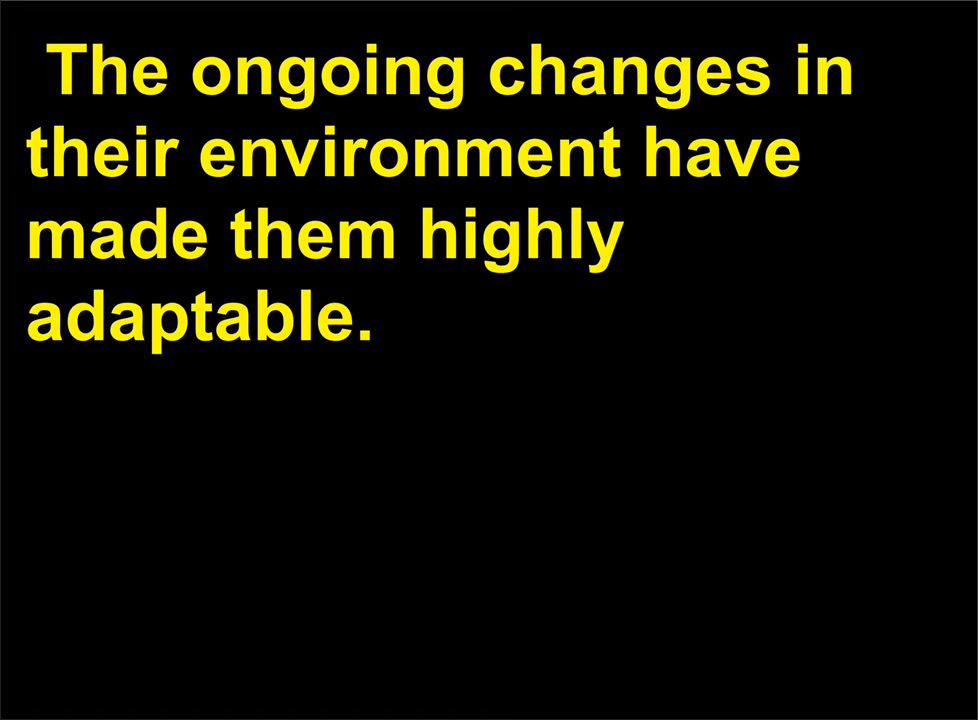 The ongoing changes in
their environment have
made them highly
adaptable.